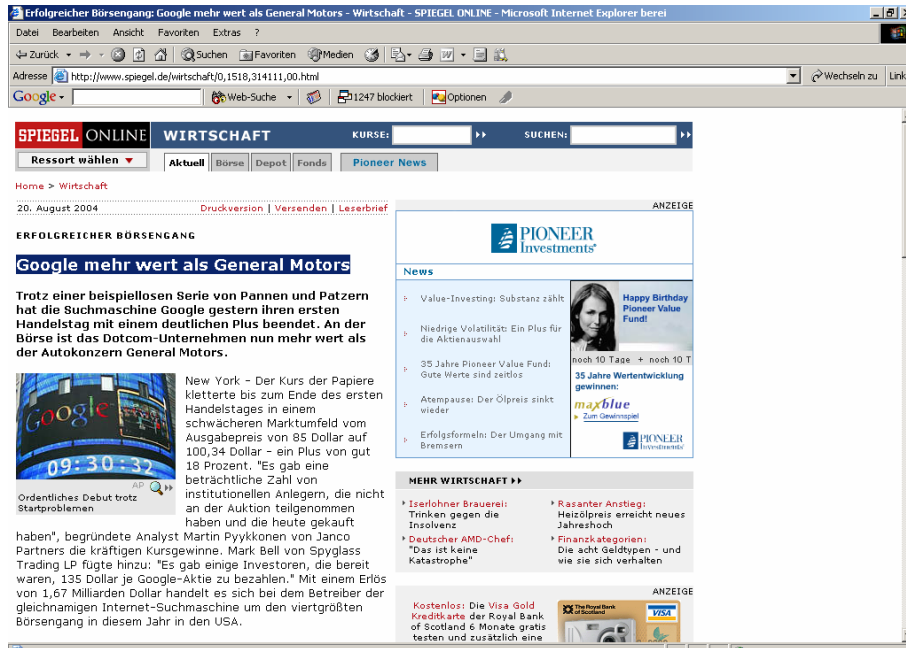 Erfolgreicher Börsengang: Google mehr wert als General Motors - Wirtschaft - SPIEGEL ONLINE - Microsoft Internet Explorer berei
Datei Bearbeiten Ansicht Favoriten Extras ?
Zurück Suchen Favoriten Medien
Adresse http://www.spiegel.de/wirtschaft/0,1518,314111,00.html Wechseln zu Link
Google Web-Suche 1247 blockiert Optionen
SPIEGEL ONLINE WIRTSCHAFT KURSE: SUCHEN:
Ressort wählen Aktuell Börse Depot Fonds Pioneer News
Home > Wirtschaft
20. August 2004 Druckversion | Versenden | Leserbrief
ERFOLGREICHER BÖRSENGANG
Google mehr wert als General Motors
Trotz einer beispiellosen Serie von Pannen und Patzern
hat die Suchmaschine Google gestern ihren ersten
Handelstag mit einem deutlichen Plus beendet. An der
Börse ist das Dotcom-Unternehmen nun mehr wert als
der Autokonzern General Motors.
Google
09:30:32
AP
Ordentliches Debut trotz
Startproblemen
New York - Der Kurs der Papiere
kletterte bis zum Ende des ersten
Handelstages in einem
schwächeren Marktumfeld vom
Ausgabepreis von 85 Dollar auf
100,34 Dollar - ein Plus von gut
18 Prozent. "Es gab eine
beträchtliche Zahl von
institutionellen Anlegern, die nicht
an der Auktion teilgenommen
haben und die heute gekauft
haben", begründete Analyst Martin Pyykkonen von Janco
Partners die kräftigen Kursgewinne. Mark Bell von Spyglass
Trading LP fügte hinzu: "Es gab einige Investoren, die bereit
waren, 135 Dollar je Google-Aktie zu bezahlen." Mit einem Erlös
von 1,67 Milliarden Dollar handelt es sich bei dem Betreiber der
gleichnamigen Internet-Suchmaschine um den viertgrößten
Börsengang in diesem Jahr in den USA.
ANZEIGE
PIONEER
Investments
News
Value-Investing: Substanz zählt
Niedrige Volatilität: Ein Plus für
die Aktienauswahl
35 Jahre Pioneer Value Fund:
Gute Werte sind zeitlos
Atempause: Der Ölpreis sinkt
wieder
Erfolgsformeln: Der Umgang mit
Bremsern
Happy Birthday
Pioneer Value
Fund!
noch 10 Tage + noch 10 T
35 Jahre Wertentwicklung
gewinnen:
maxblue
Zum Gewinnspiel
PIONEER
Investments
MEHR WIRTSCHAFT
Iserlohner Brauerei:
Trinken gegen die
Insolvenz
Deutscher AMD-Chef:
"Das ist keine
Katastrophe"
Rasanter Anstieg:
Heizölpreis erreicht neues
Jahreshoch
Finanzkategorien:
Die acht Geldtypen - und
wie sie sich verhalten
ANZEIGE
Kostenlos: Die Visa Gold
Kreditkarte der Royal Bank
of Scotland 6 Monate gratis
testen und zusätzlich eine
The Royal Bank
of Scotland
VISA